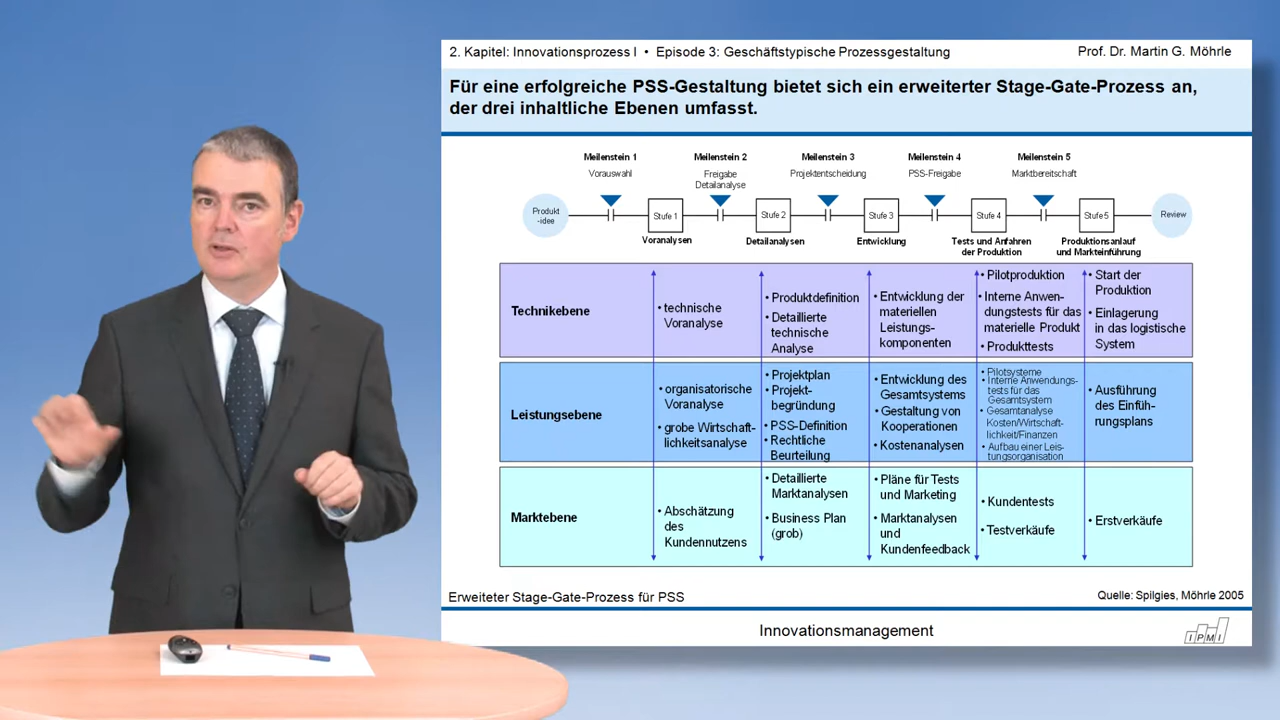 2. Kapitel: Innovationsprozess I • Episode 3: Geschäftstypische Prozessgestaltung
Prof. Dr. Martin G. Möhrle
Für eine erfolgreiche PSS-Gestaltung bietet sich ein erweiterter Stage-Gate-Prozess an,
der drei inhaltliche Ebenen umfasst.
Meilenstein 1
Vorauswahl
Meilenstein 2
Freigabe
Detailanalyse
Meilenstein 3
Projektentscheidung
Meilenstein 4
PSS-Freigabe
Meilenstein 5
Marktbereitschaft
Produkt
-idee
Stufe 1
Stufe 2
Stufe 3
Stufe 4
Stufe 5
Review
Voranalysen
Detailanalysen
Entwicklung
Tests und Anfahren
der Produktion
Produktionsanlauf
und Markteinführung
Technikebene
• technische
Voranalyse
• Produktdefinition
• Detaillierte
technische
Analyse
• Entwicklung der
materiellen
Leistungs-
komponenten
• Pilotproduktion
• Interne Anwen-
dungstests für das
materielle Produkt
• Produkttests
• Start der
Produktion
• Einlagerung
in das logistische
System
Leistungsebene
• organisatorische
Voranalyse
• grobe Wirtschaft-
lichkeitsanalyse
• Projektplan
• Projekt-
begründung
• PSS-Definition
• Rechtliche
Beurteilung
• Entwicklung des
Gesamtsystems
• Gestaltung von
Kooperationen
• Kostenanalysen
• Pilotsysteme
• Interne Anwendungs-
tests für das
Gesamtsystem
• Gesamtanalyse
Kosten/Wirtschaft-
lichkeit/Finanzen
• Aufbau einer Leis-
tungsorganisation
• Ausführung
des Einfüh-
rungsplans
Marktebene
• Abschätzung
des
Kundennutzens
• Detaillierte
Marktanalysen
• Business Plan
(grob)
• Pläne für Tests
und Marketing
• Marktanalysen
und
Kundenfeedback
• Kundentests
• Testverkäufe
• Erstverkäufe
Erweiteter Stage-Gate-Prozess für PSS
Quelle: Spilgies, Möhrle 2005
Innovationsmanagement
IPMI